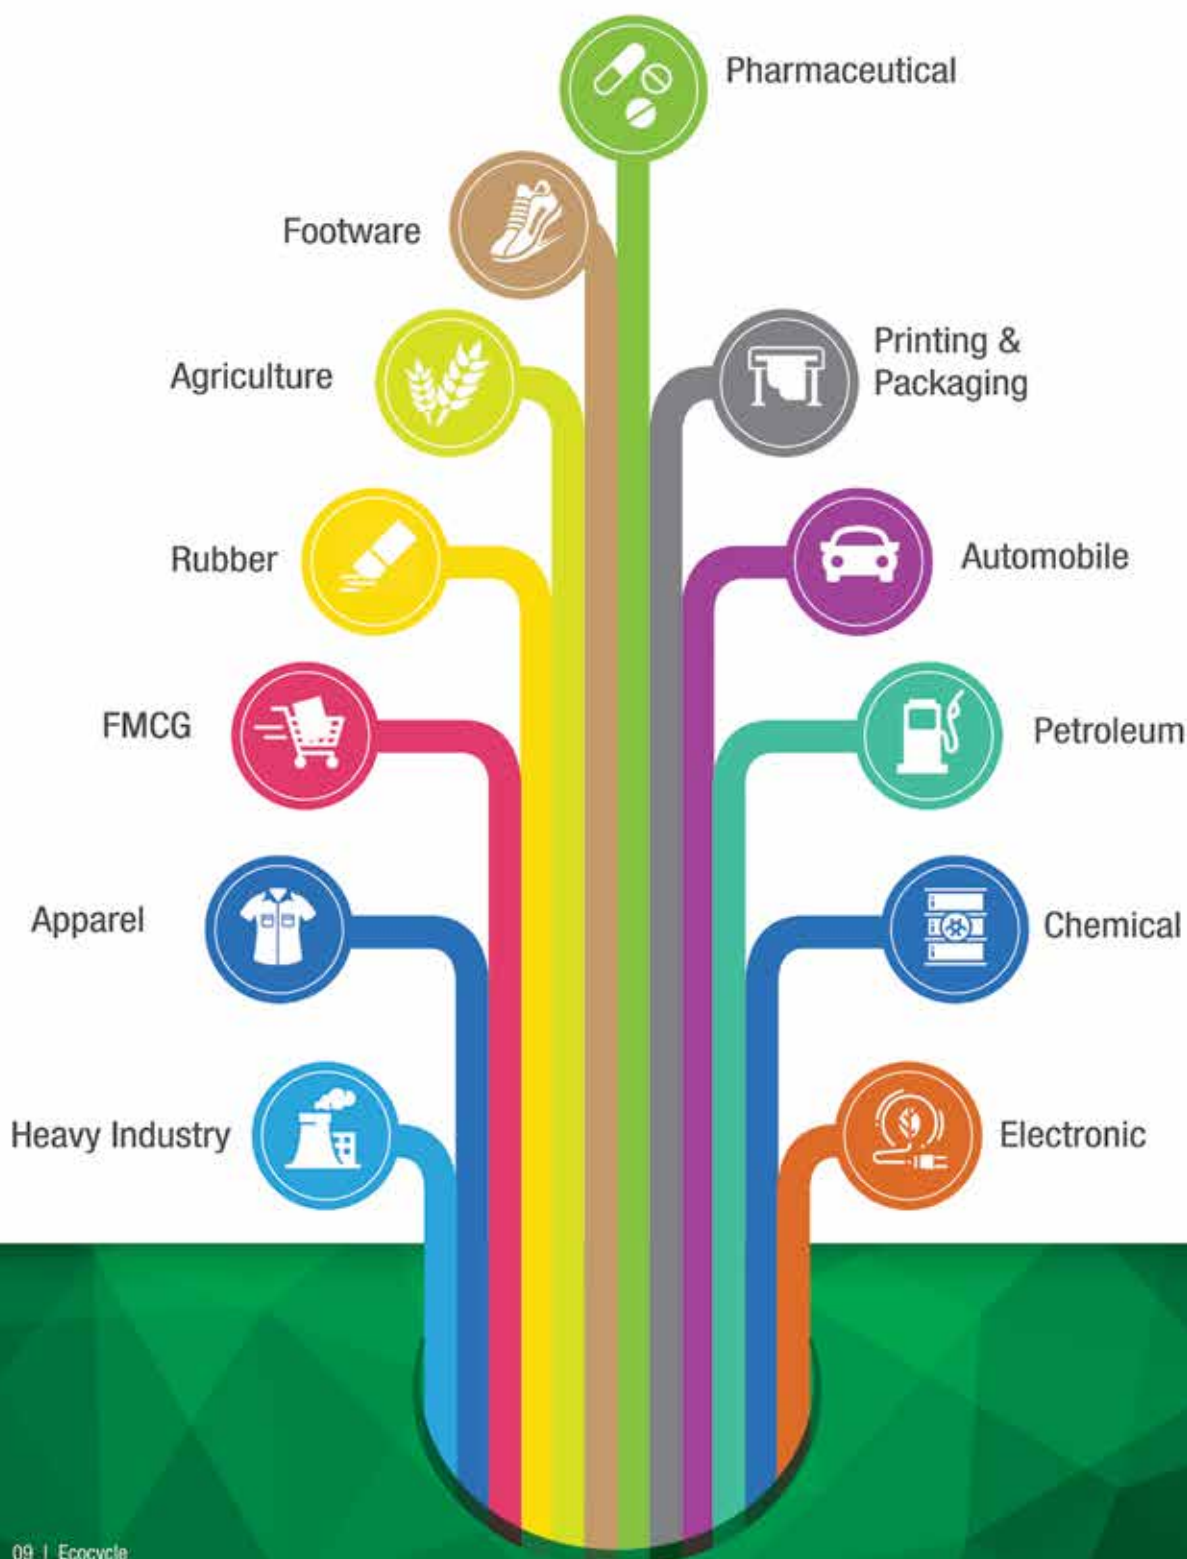 Pharmaceutical
Footware
Agriculture
Printing &
Packaging
Rubber
Automobile
FMCG
Petroleum
Apparel
Chemical
Heavy Industry
Electronic
09 | Ecocycle